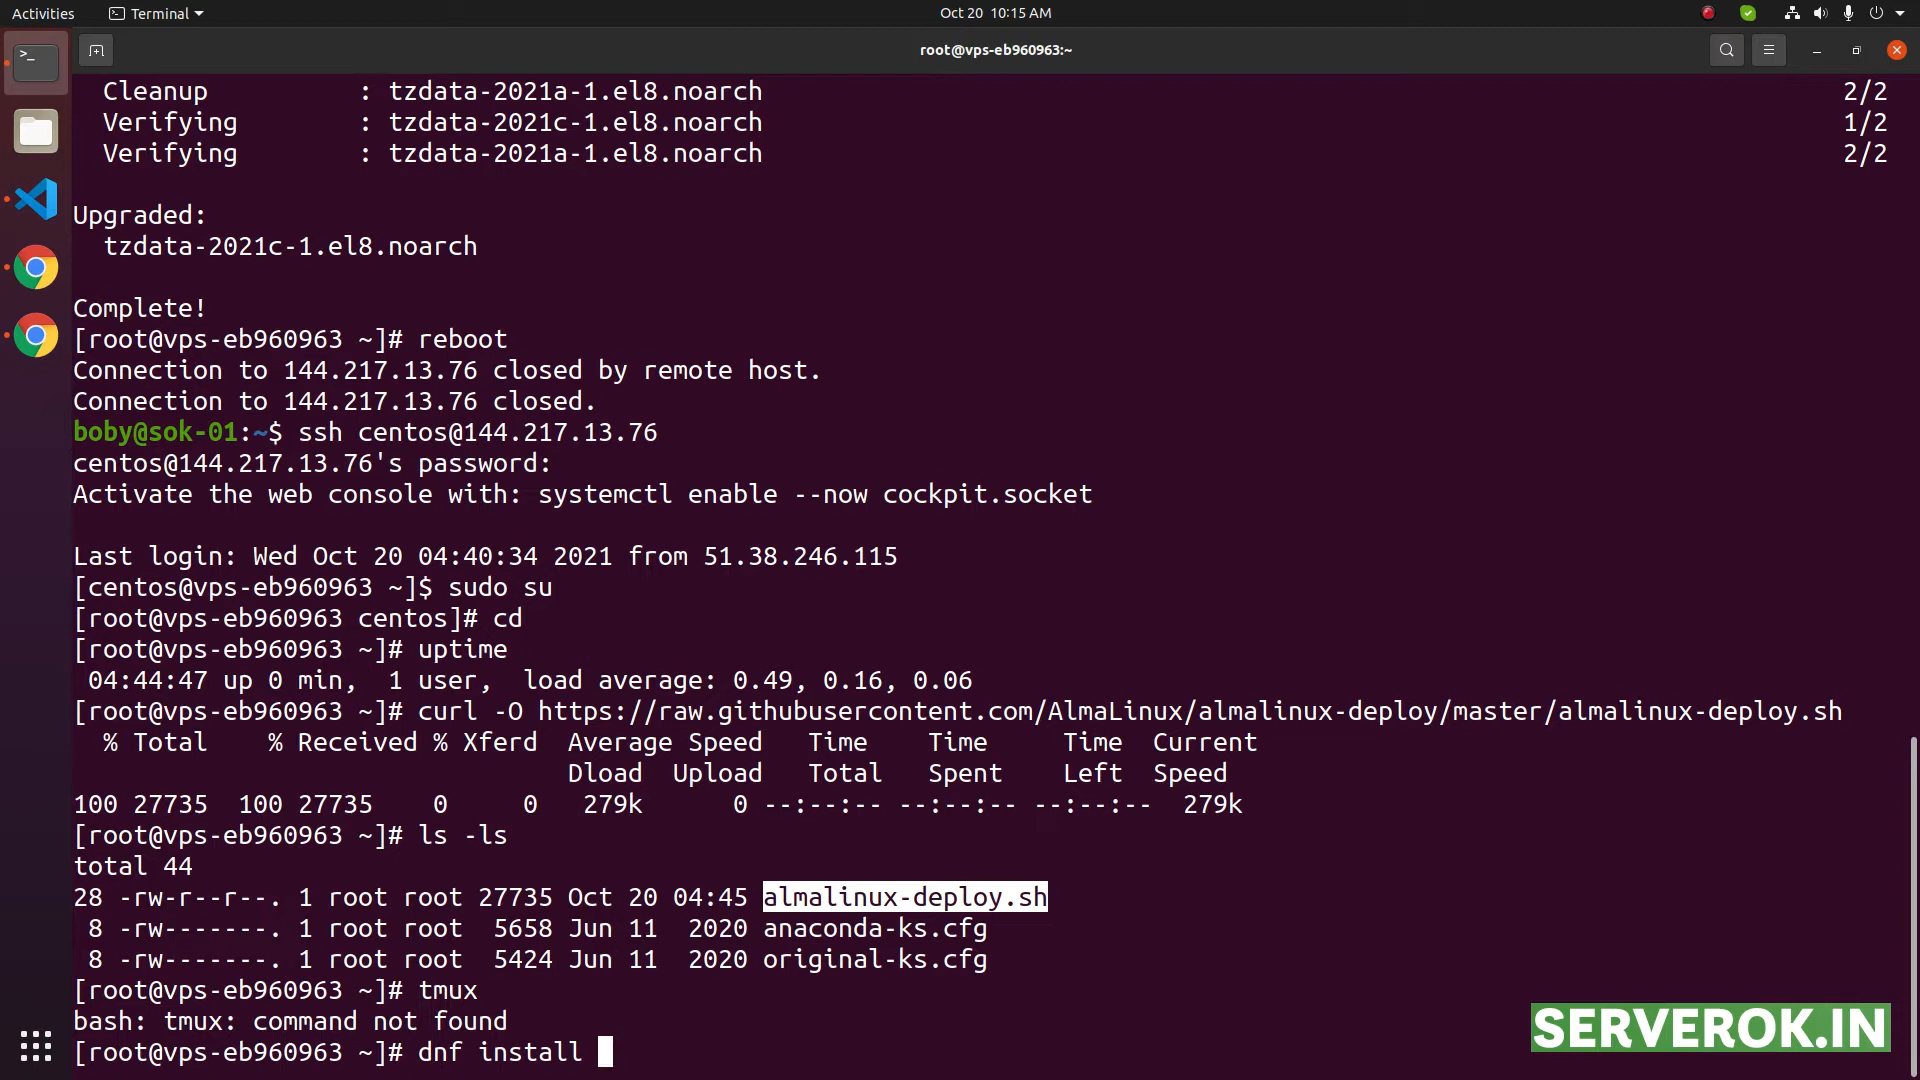 Activities Terminal Oct 20 10:15 AM
root@vps-eb960963:~
Cleanup : tzdata-2021a-1.el8.noarch 2/2
Verifying : tzdata-2021c-1.el8.noarch 1/2
Verifying : tzdata-2021a-1.el8.noarch 2/2
Upgraded:
tzdata-2021c-1.el8.noarch
Complete!
[root@vps-eb960963 ~]# reboot
Connection to 144.217.13.76 closed by remote host.
Connection to 144.217.13.76 closed.
boby@sok-01:~$ ssh centos@144.217.13.76
centos@144.217.13.76's password:
Activate the web console with: systemctl enable --now cockpit.socket
Last login: Wed Oct 20 04:40:34 2021 from 51.38.246.115
[centos@vps-eb960963 ~]$ sudo su
[root@vps-eb960963 centos]# cd
[root@vps-eb960963 ~]# uptime
04:44:47 up 0 min, 1 user, load average: 0.49, 0.16, 0.06
[root@vps-eb960963 ~]# curl -O https://raw.githubusercontent.com/AlmaLinux/almalinux-deploy/master/almalinux-deploy.sh
% Total % Received % Xferd Average Speed Time Time Time Current
Dload Upload Total Spent Left Speed
100 27735 100 27735 0 0 279k 0 --:--:-- --:--:-- --:--:-- 279k
[root@vps-eb960963 ~]# ls -ls
total 44
28 -rw-r--r--. 1 root root 27735 Oct 20 04:45 almalinux-deploy.sh
8 -rw-------. 1 root root 5658 Jun 11 2020 anaconda-ks.cfg
8 -rw-------. 1 root root 5424 Jun 11 2020 original-ks.cfg
[root@vps-eb960963 ~]# tmux
bash: tmux: command not found
[root@vps-eb960963 ~]# dnf install
SERVEROK.IN